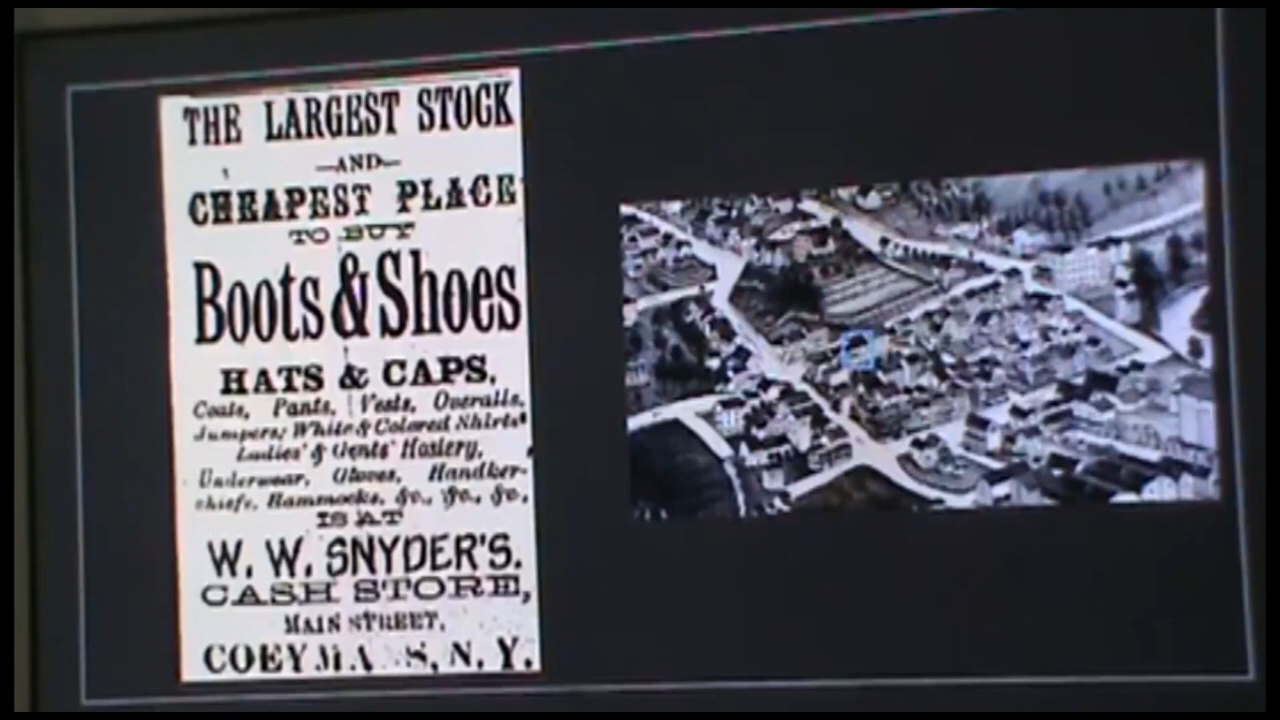 THE LARGEST STOCK
—AND—
CHEAPEST PLACE
TO BUY
Boots & Shoes
HATS & CAPS,
Coats, Pants, Vests, Overalls,
Jumpers, White & Colored Shirts
Ladies' & Gents' Hosiery,
Underwear, Gloves, Handker-
chiefs, Hammocks, &c., &c., &c.,
IS AT
W. W. SNYDER'S.
CASH STORE,
MAIN STREET,
COEYMANS, N. Y.